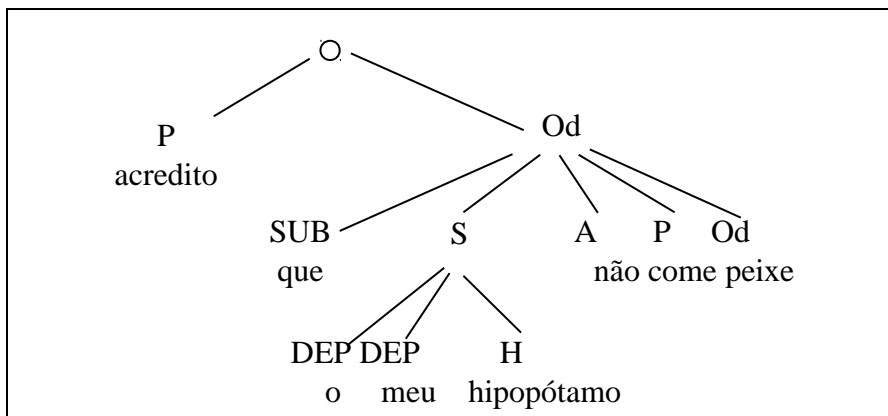 O
P Od
acredito
SUB S A P Od
que não come peixe
DEP DEP H
o meu hipopótamo